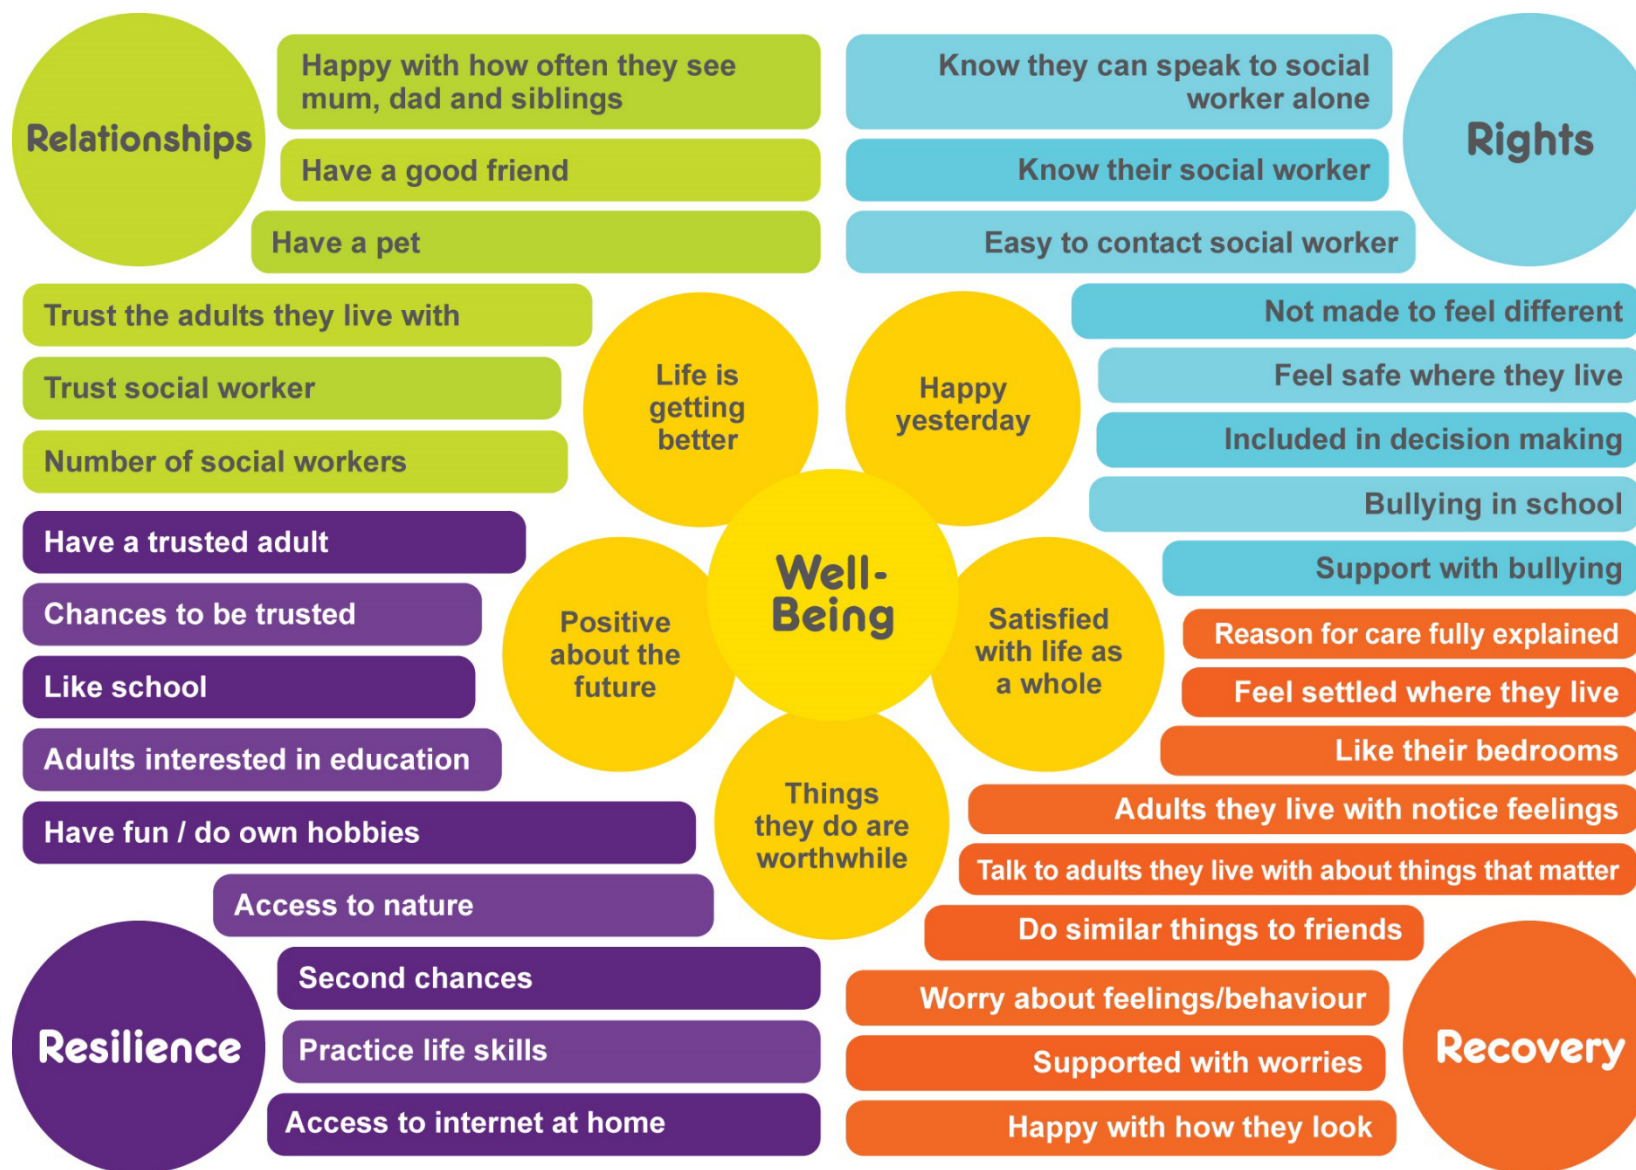 Relationships
Happy with how often they see
mum, dad and siblings
Have a good friend
Have a pet
Trust the adults they live with
Trust social worker
Number of social workers
Rights
Know they can speak to social
worker alone
Know their social worker
Easy to contact social worker
Not made to feel different
Feel safe where they live
Included in decision making
Bullying in school
Support with bullying
Life is
getting
better
Happy
yesterday
Well-
Being
Positive
about the
future
Satisfied
with life as
a whole
Things
they do are
worthwhile
Have a trusted adult
Chances to be trusted
Like school
Adults interested in education
Have fun / do own hobbies
Access to nature
Second chances
Practice life skills
Access to internet at home
Resilience
Reason for care fully explained
Feel settled where they live
Like their bedrooms
Adults they live with notice feelings
Talk to adults they live with about things that matter
Do similar things to friends
Worry about feelings/behaviour
Supported with worries
Happy with how they look
Recovery